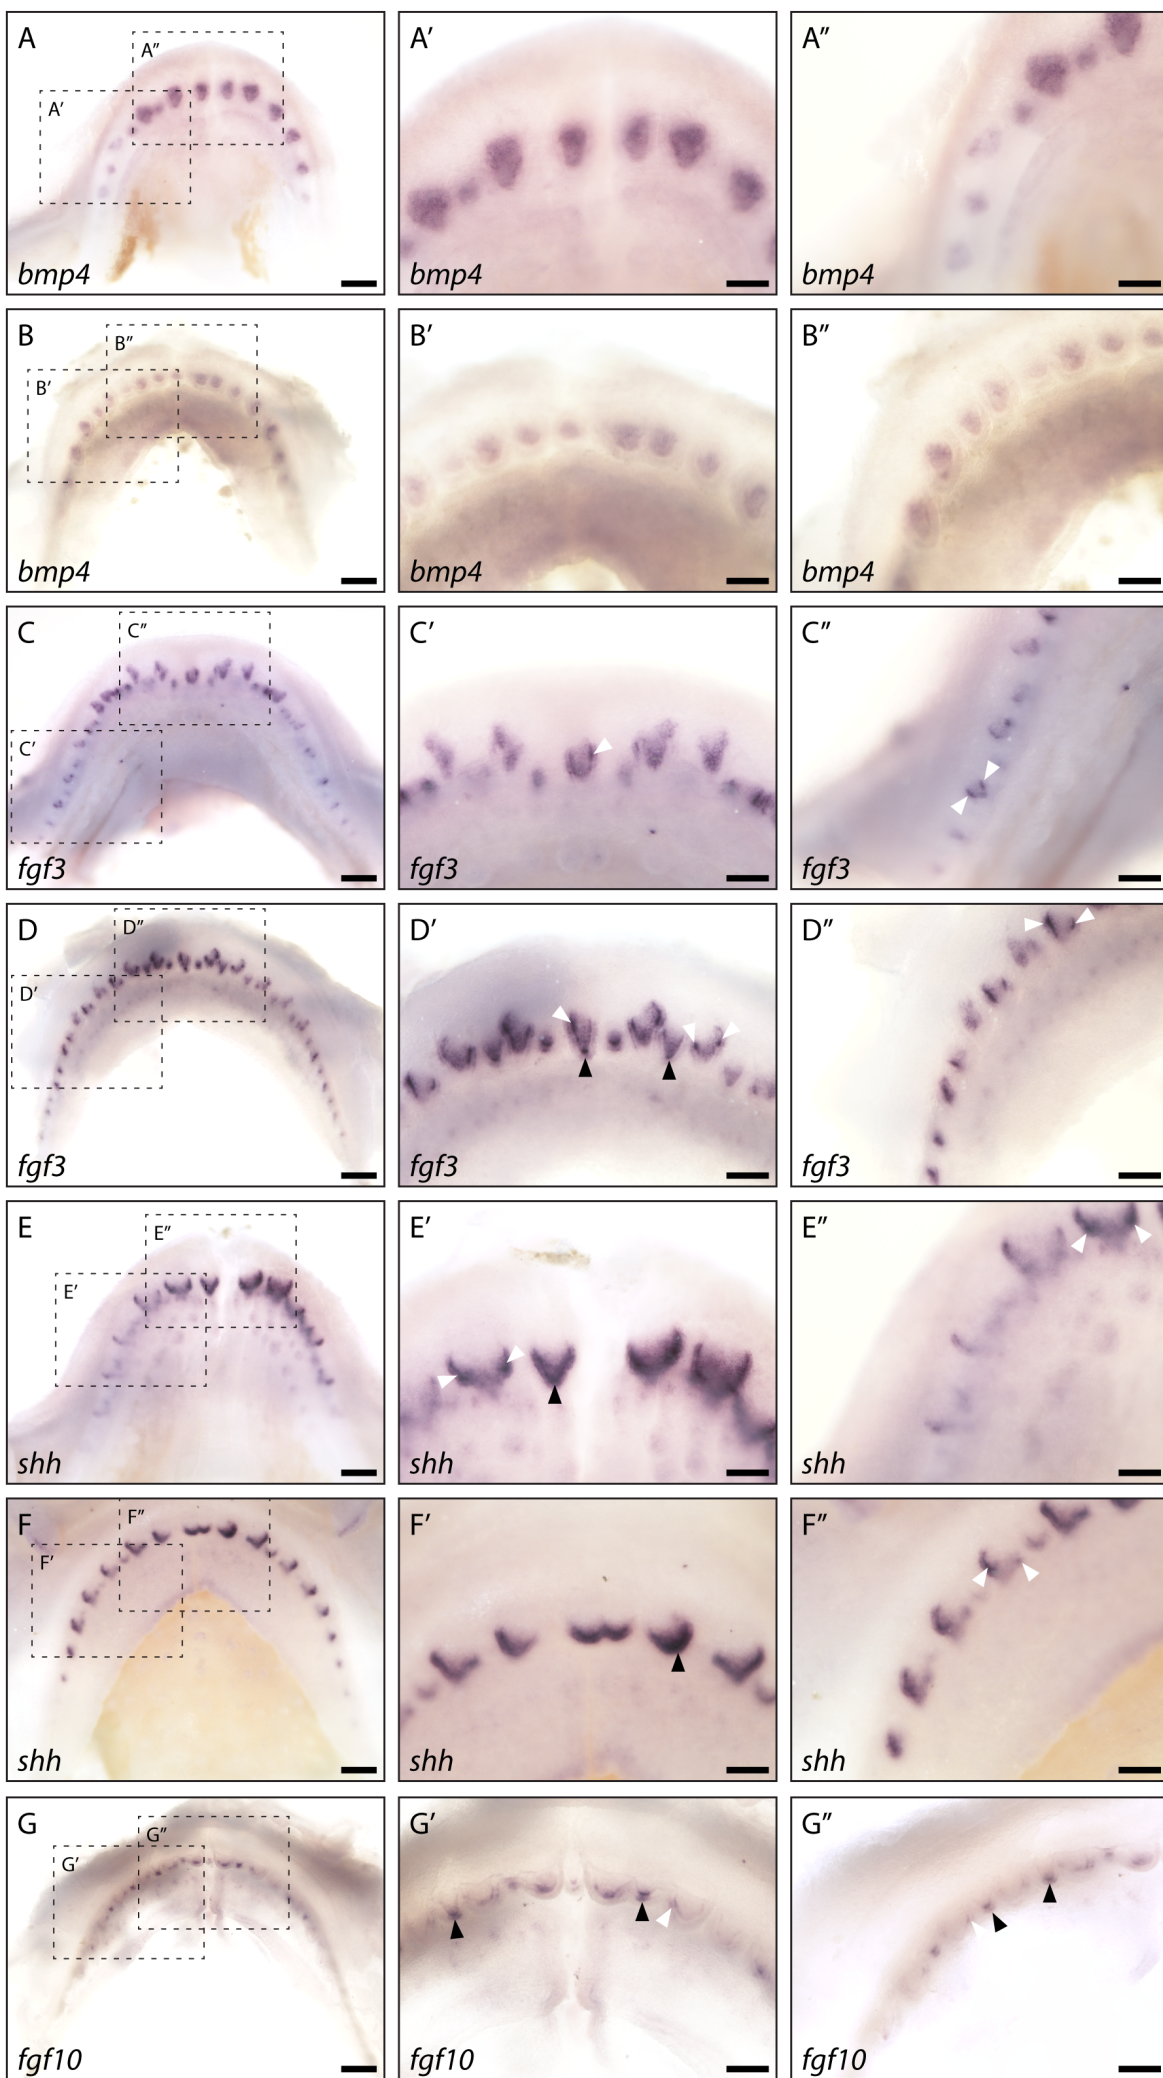 A
A″
A′
bmp4
A′
bmp4
A″
bmp4
B
B″
B′
bmp4
B′
bmp4
B″
bmp4
C
C″
C′
fgf3
C′
fgf3
C″
fgf3
D
D″
D′
fgf3
D′
fgf3
D″
fgf3
E
E″
E′
shh
E′
shh
E″
shh
F
F″
F′
shh
F′
shh
F″
shh
G
G″
G′
fgf10
G′
fgf10
G″
fgf10